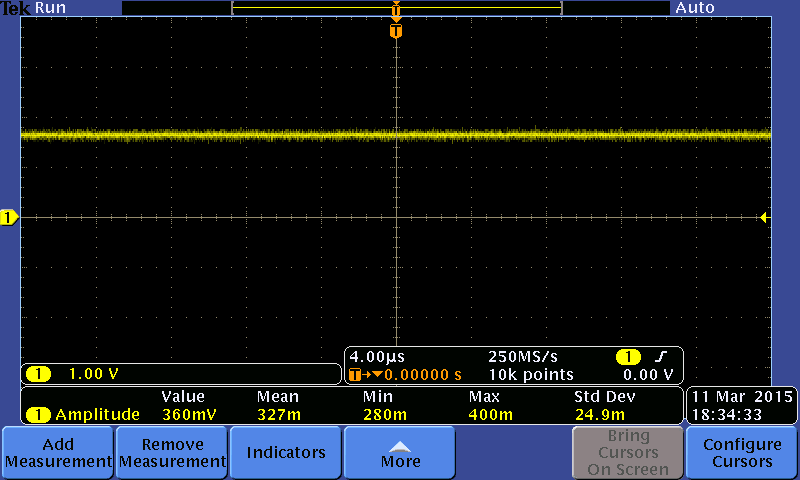 Tek Run Auto
T
T
1
1 1.00 V
4.00µs 250MS/s 1
T 0.00000 s 10k points 0.00 V
Value Mean Min Max Std Dev
1 Amplitude 360mV 327m 280m 400m 24.9m
11 Mar 2015
18:34:33
Add
Measurement
Remove
Measurement
Indicators
More
Bring
Cursors
On Screen
Configure
Cursors